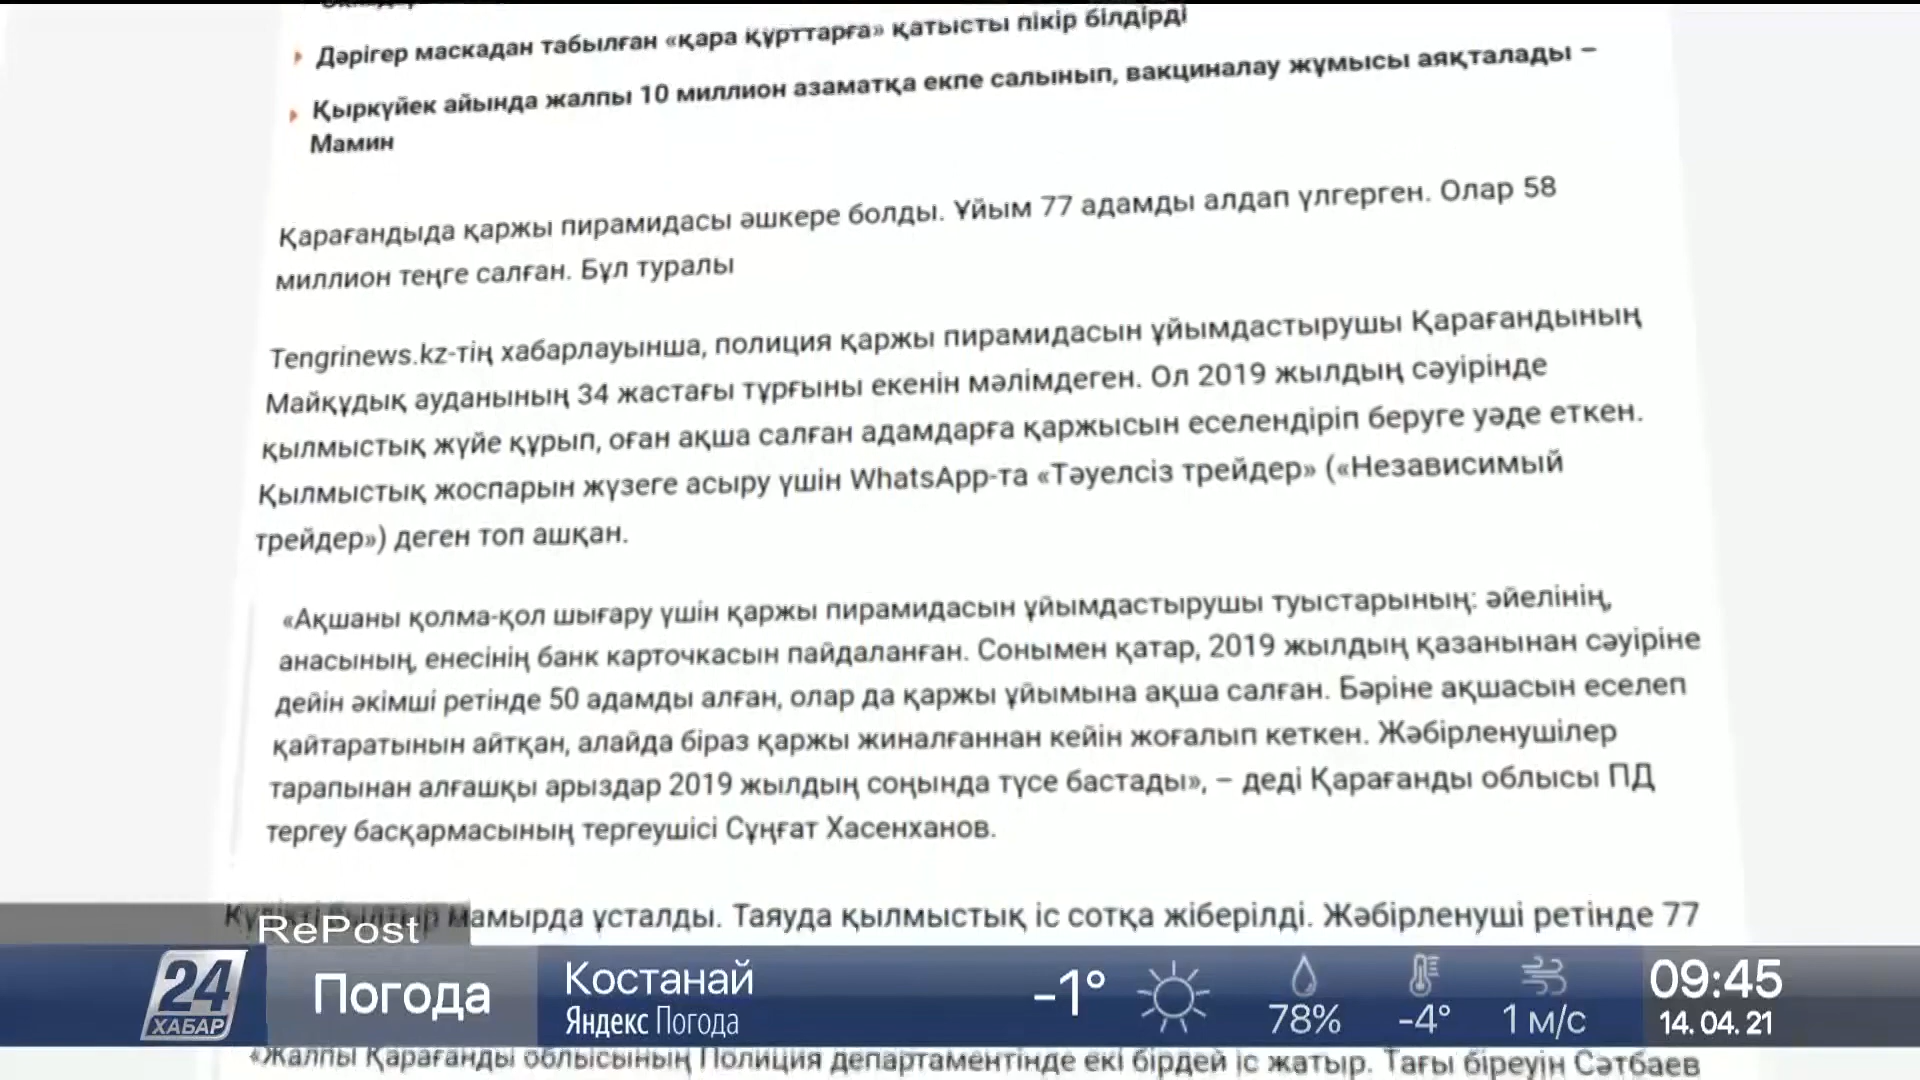 Дәрігер маскадан табылған «қара құрттарға» қатысты пікір білдірді
Қыркүйек айында жалпы 10 миллион азаматқа екпе салынып, вакциналау жұмысы аяқталады –
Мамин
Қарағандыда қаржы пирамидасы әшкере болды. Ұйым 77 адамды алдап үлгерген. Олар 58
миллион теңге салған. Бұл туралы
Tengrinews.kz-тің хабарлауынша, полиция қаржы пирамидасын ұйымдастырушы Қарағандының
Майқұдық ауданының 34 жастағы тұрғыны екенін мәлімдеген. Ол 2019 жылдың сәуірінде
қылмыстық жүйе құрып, оған ақша салған адамдарға қаржысын еселендіріп беруге уәде еткен.
Қылмыстық жоспарын жүзеге асыру үшін WhatsApp-та «Тәуелсіз трейдер» («Независимый
трейдер») деген топ ашқан.
«Ақшаны қолма-қол шығару үшін қаржы пирамидасын ұйымдастырушы туыстарының: әйелінің,
анасының, енесінің банк карточкасын пайдаланған. Сонымен қатар, 2019 жылдың қазанынан сәуіріне
дейін әкімші ретінде 50 адамды алған, олар да қаржы ұйымына ақша салған. Бәріне ақшасын еселеп
қайтаратынын айтқан, алайда біраз қаржы жиналғаннан кейін жоғалып кеткен. Жәбірленушілер
тарапынан алғашқы арыздар 2019 жылдың соңында түсе бастады», – деді Қарағанды облысы ПД
тергеу басқармасының тергеушісі Сұңғат Хасенханов.
мамырда ұсталды. Таяуда қылмыстық іс сотқа жіберілді. Жәбірленуші ретінде 77
RePost
24
ХАБАР
Погода
Костанай
Яндекс Погода
-1°
78%
-4°
1 м/с
09:45
14.04.21
«Жалпы Қарағанды облысының Полиция департаментінде екі бірдей іс жатыр. Тағы біреуін Сәтбаев